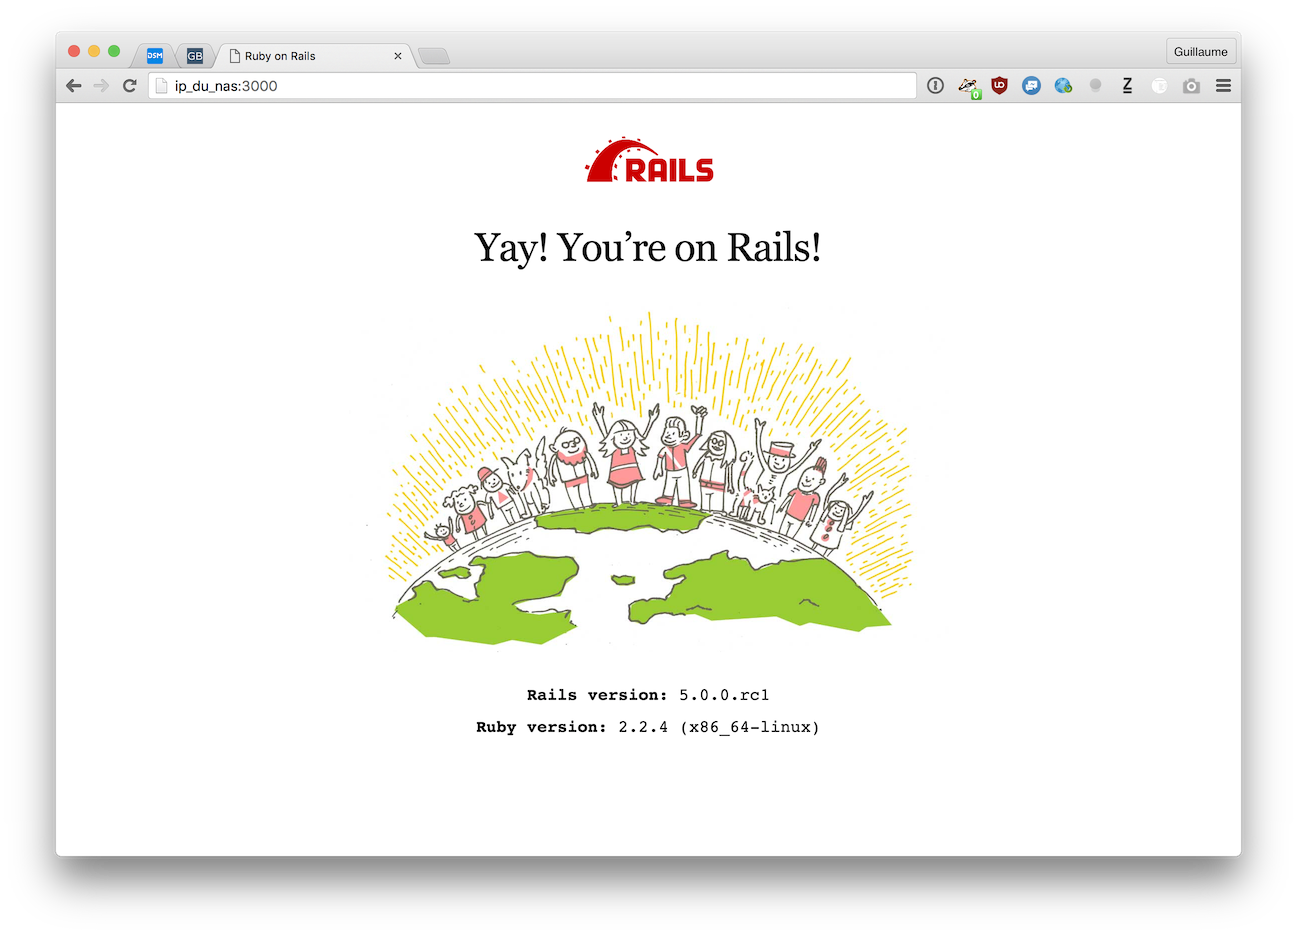 DSM
GB
Ruby on Rails
Guillaume
ip_du_nas:3000
0
Z
RAILS
Yay! You’re on Rails!
Rails version: 5.0.0.rc1
Ruby version: 2.2.4 (x86_64-linux)